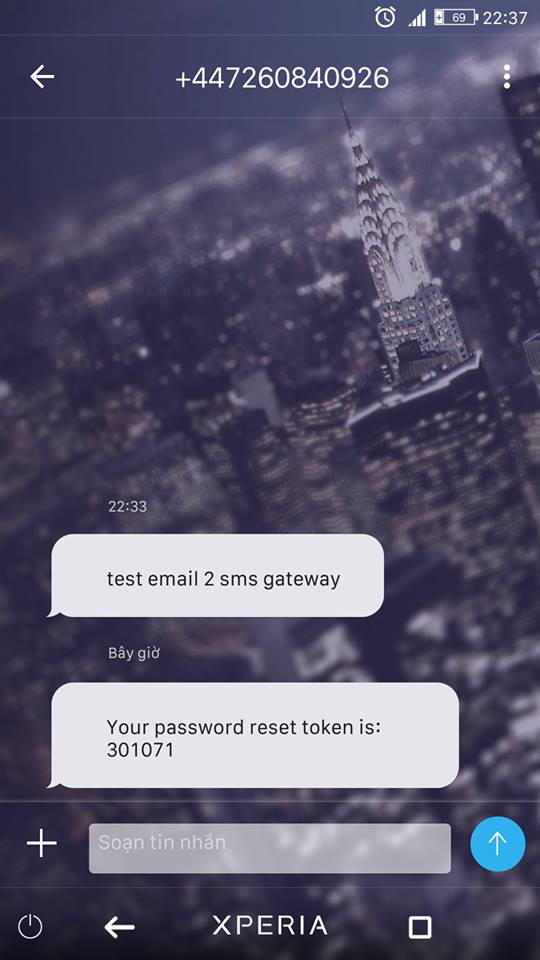 69 22:37
+447260840926
22:33
test email 2 sms gateway
Bây giờ
Your password reset token is:
301071
Soạn tin nhắn
XPERIA